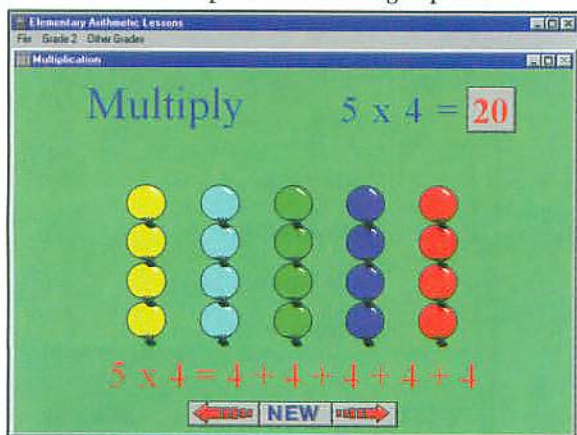 Elementary Arithmetic Lessons
File Grade 2 Other Grades
Multiplication
Multiply 5 x 4 = 20
5 x 4 = 4 + 4 + 4 + 4 + 4
NEW